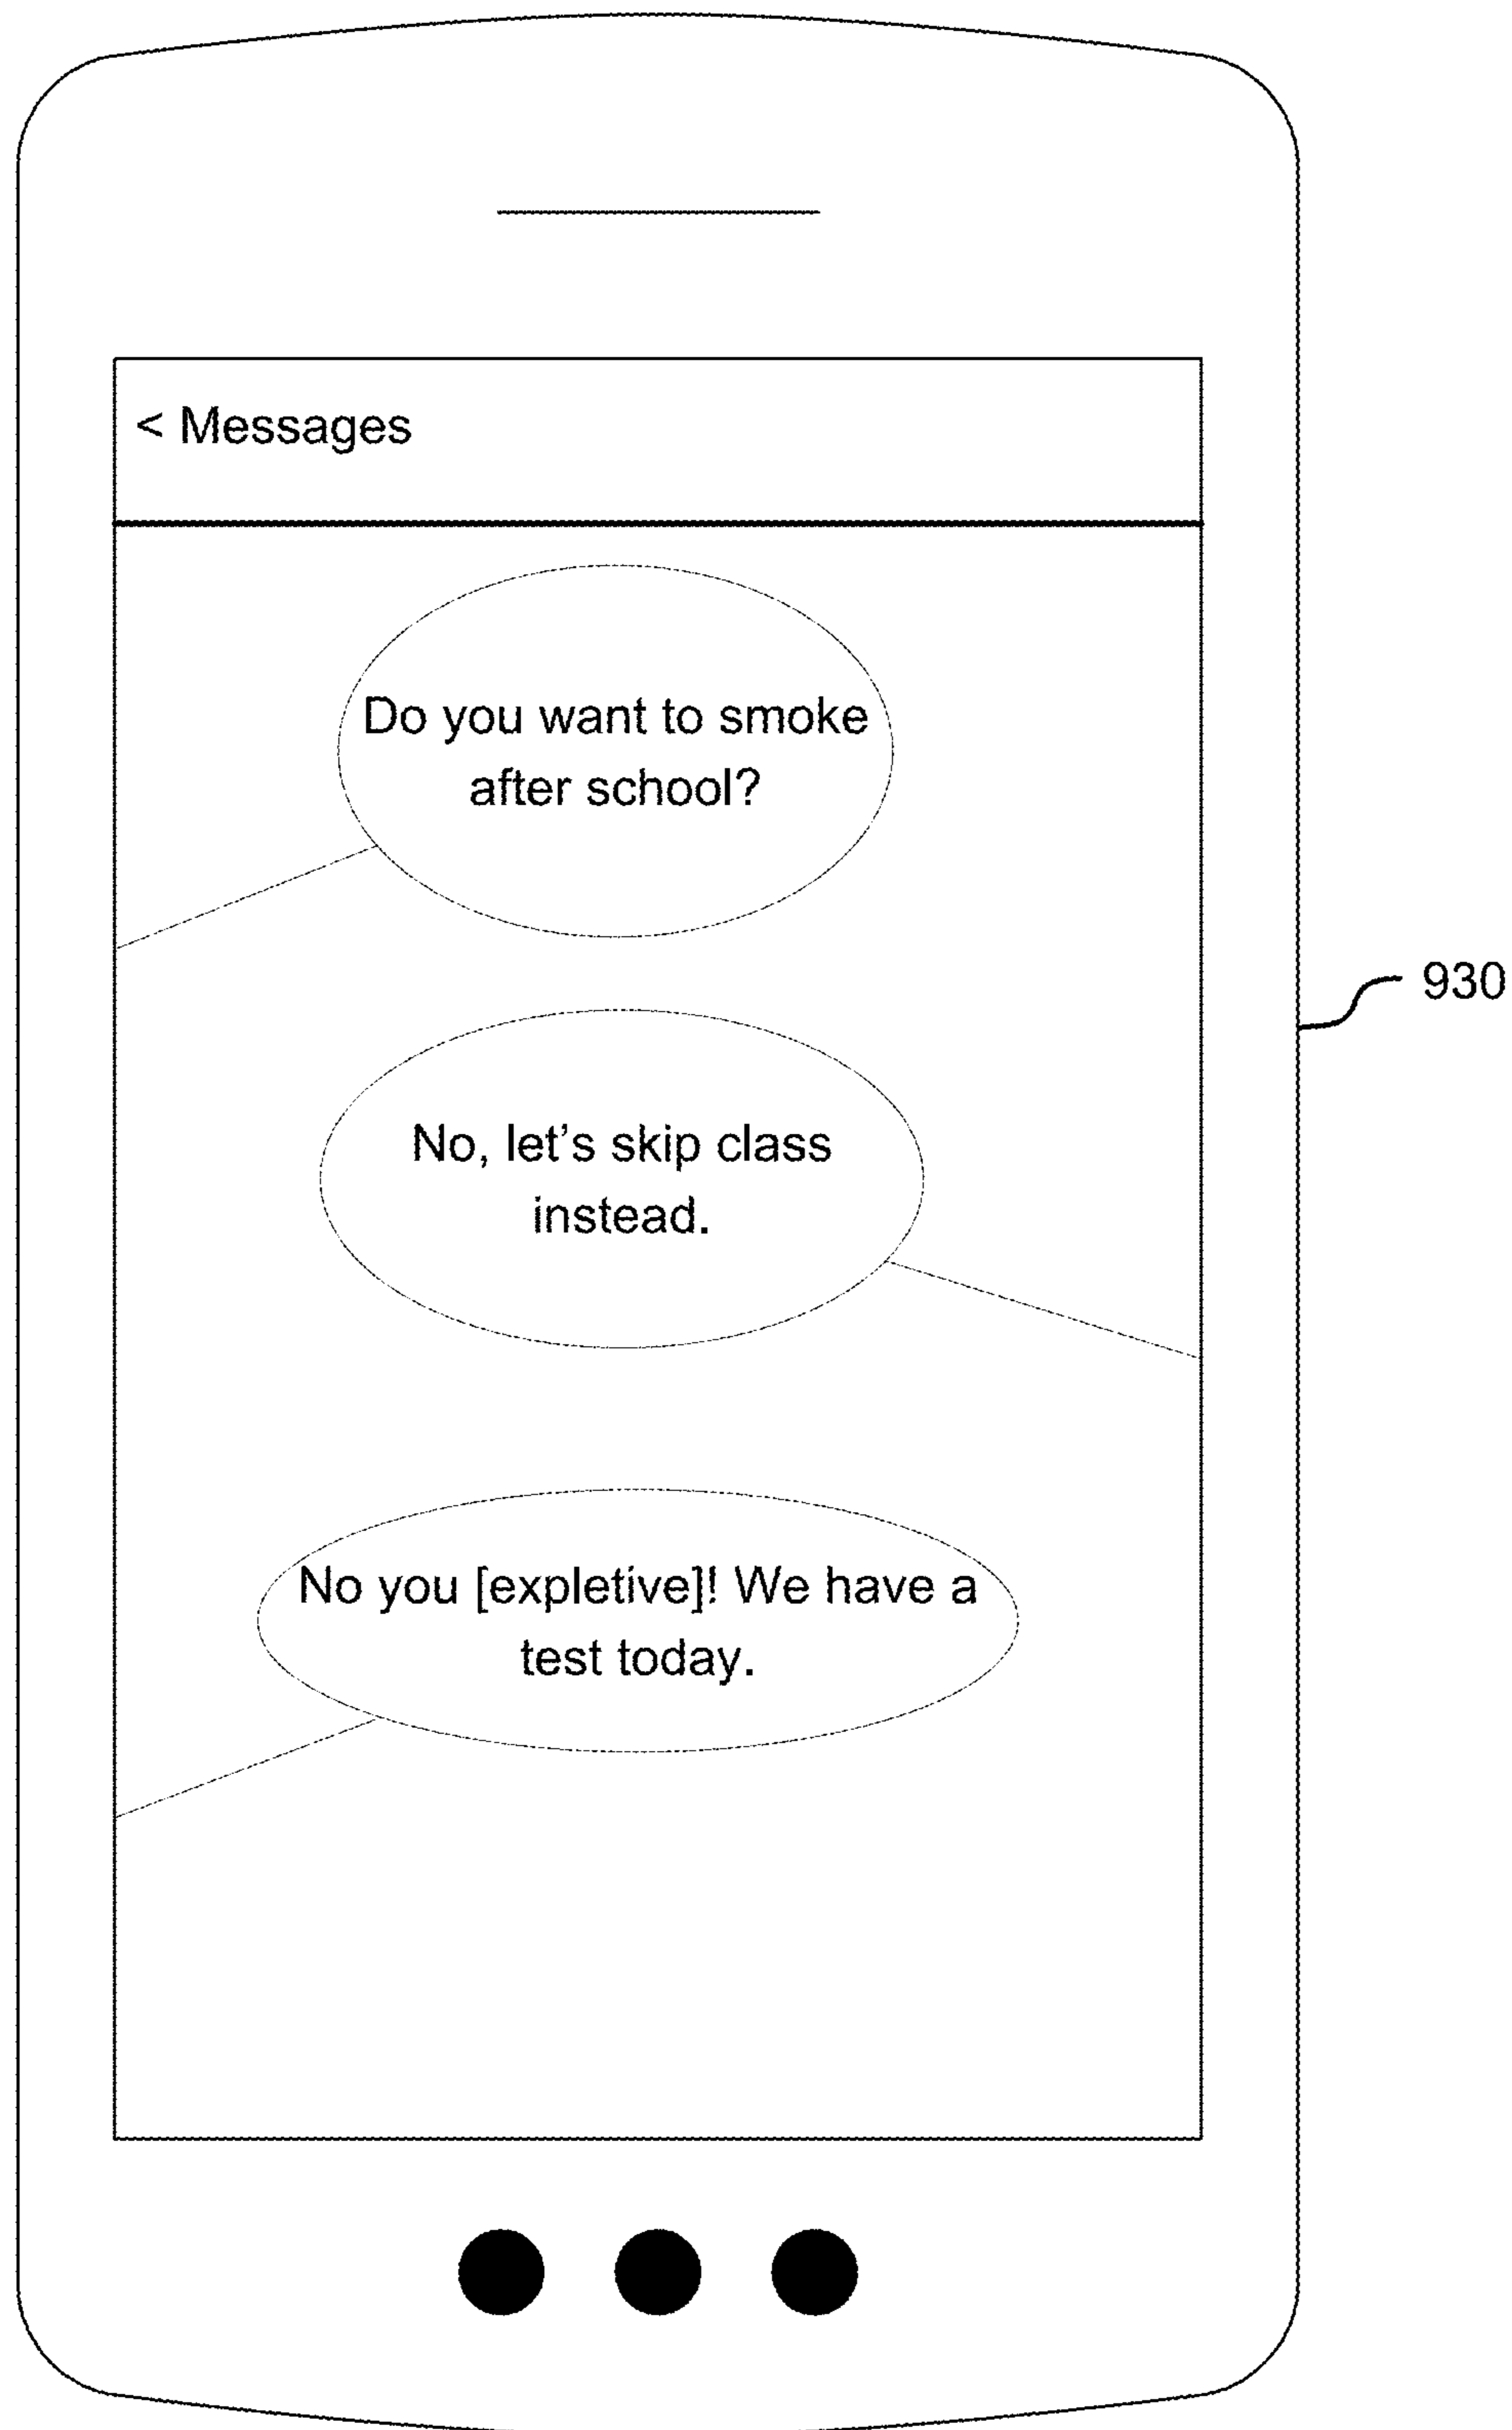 < Messages
Do you want to smoke
after school?
930
No, let's skip class
instead.
No you [expletive]! We have a
test today.